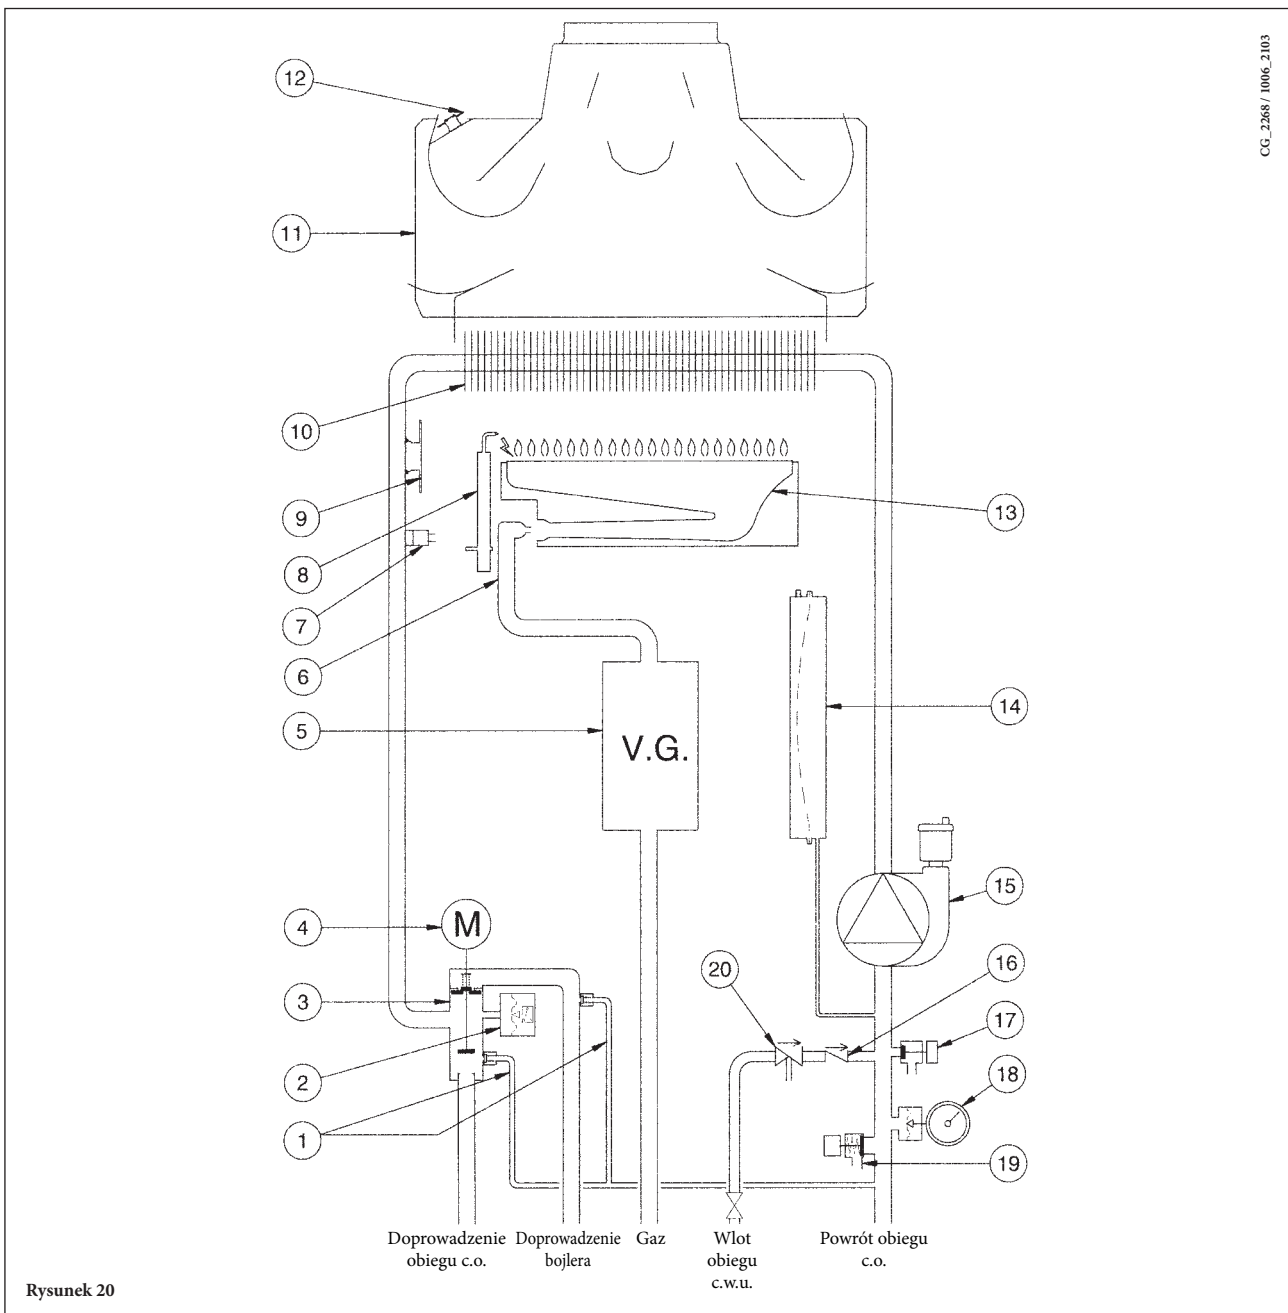 CG_2268 / 1006_2103
12
11
10
9
8
13
7
6
14
5
V.G.
15
4
M
20
16
3
17
2
18
1
19
Doprowadzenie
obiegu c.o.
Doprowadzenie
bojlera
Gaz
Wlot
obiegu
c.w.u.
Powrót obiegu
c.o.
Rysunek 20